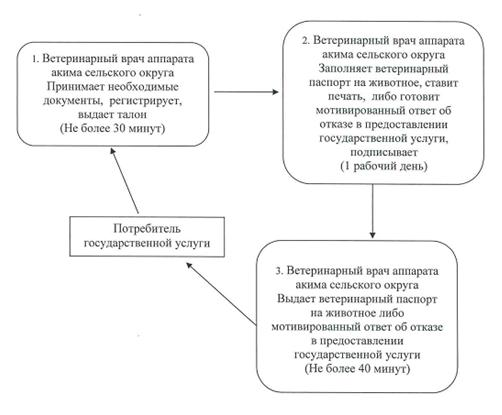 1. Ветеринарный врач аппарата
акима сельского округа
Принимает необходимые
документы, регистрирует,
выдает талон
(Не более 30 минут)
2. Ветеринарный врач аппарата
акима сельского округа
Заполняет ветеринарный
паспорт на животное, ставит
печать, либо готовит
мотивированный ответ об
отказе в предоставлении
государственной услуги,
подписывает
(1 рабочий день)
Потребитель
государственной услуги
3. Ветеринарный врач аппарата
акима сельского округа
Выдает ветеринарный паспорт
на животное либо
мотивированный ответ об отказе
в предоставлении
государственной услуги
(Не более 40 минут)